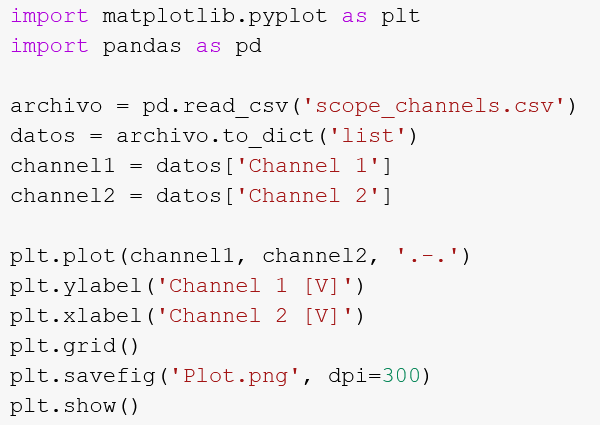 import matplotlib.pyplot as plt
import pandas as pd
archivo = pd.read_csv('scope_channels.csv')
datos = archivo.to_dict('list')
channel1 = datos['Channel 1']
channel2 = datos['Channel 2']
plt.plot(channel1, channel2, '.-.')
plt.ylabel('Channel 1 [V]')
plt.xlabel('Channel 2 [V]')
plt.grid()
plt.savefig('Plot.png', dpi=300)
plt.show()